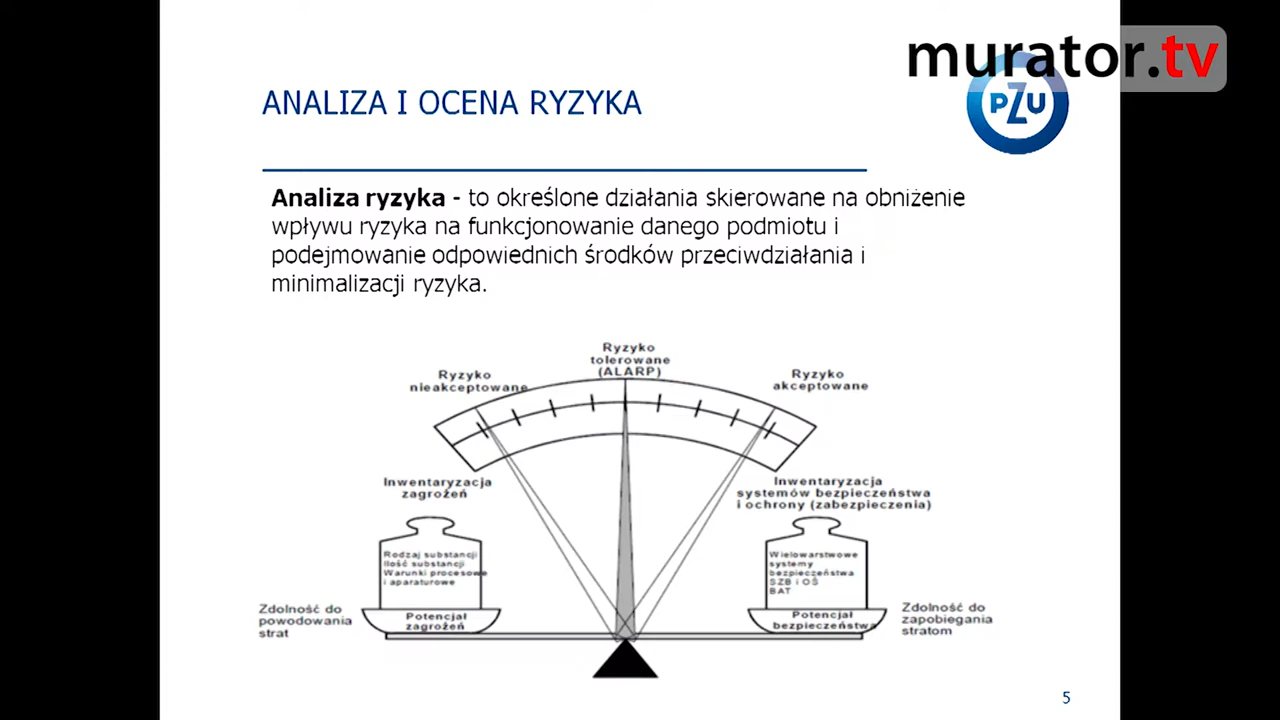 murator.tv
PZU
ANALIZA I OCENA RYZYKA
Analiza ryzyka - to określone działania skierowane na obniżenie
wpływu ryzyka na funkcjonowanie danego podmiotu i
podejmowanie odpowiednich środków przeciwdziałania i
minimalizacji ryzyka.
Ryzyko
tolerowane
(ALARP)
Ryzyko
nieakceptowane
Ryzyko
akceptowane
Inwentaryzacja
zagrożeń
Inwentaryzacja
systemów bezpieczeństwa
i ochrony (zabezpieczenia)
Rodzaj substancji
Ilość substancji
Warunki procesowe
i aparaturowe
Wielowarstwowe
systemy
bezpieczeństwa
SZB i OŚ
BAT
Zdolność do
powodowania
strat
Potencjał
zagrożeń
Potencjał
bezpieczeństwa
Zdolność do
zapobiegania
stratom
5